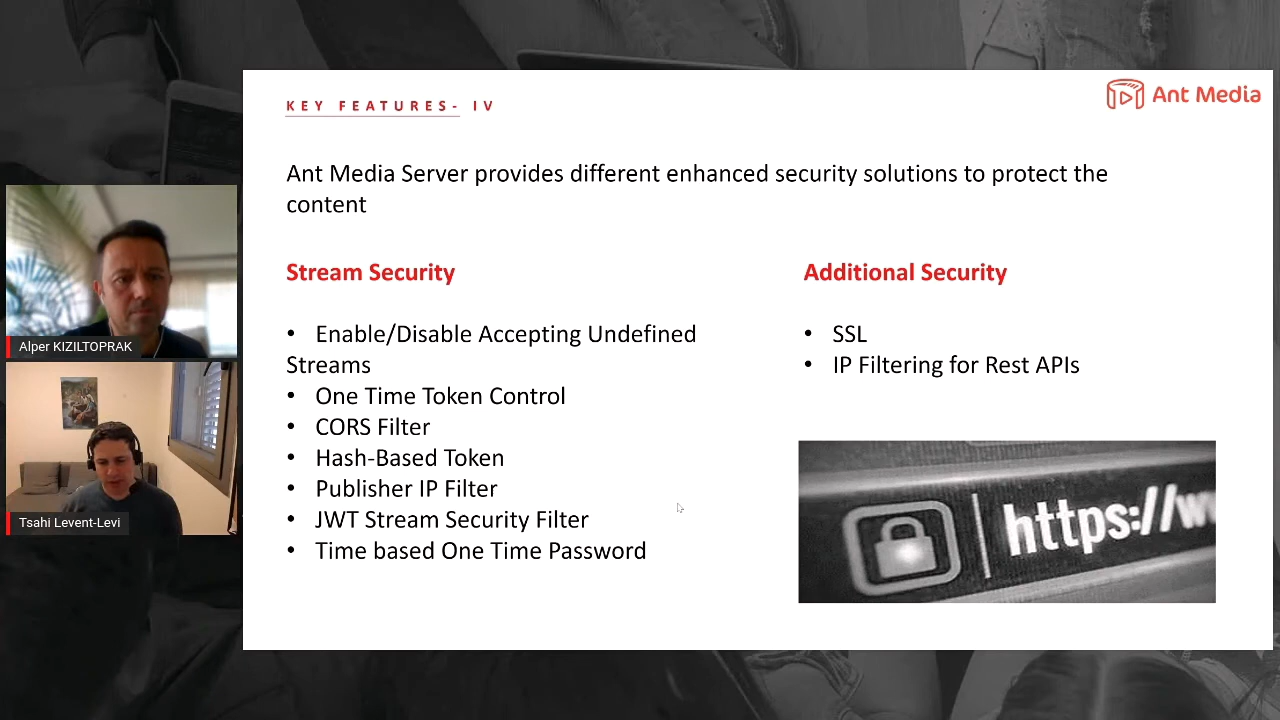 KEY FEATURES- IV
Ant Media
Ant Media Server provides different enhanced security solutions to protect the
content
Stream Security
• Enable/Disable Accepting Undefined
Streams
• One Time Token Control
• CORS Filter
• Hash-Based Token
• Publisher IP Filter
• JWT Stream Security Filter
• Time based One Time Password
Additional Security
• SSL
• IP Filtering for Rest APIs
https://w
Alper KIZILTOPRAK
Tsahi Levent-Levi